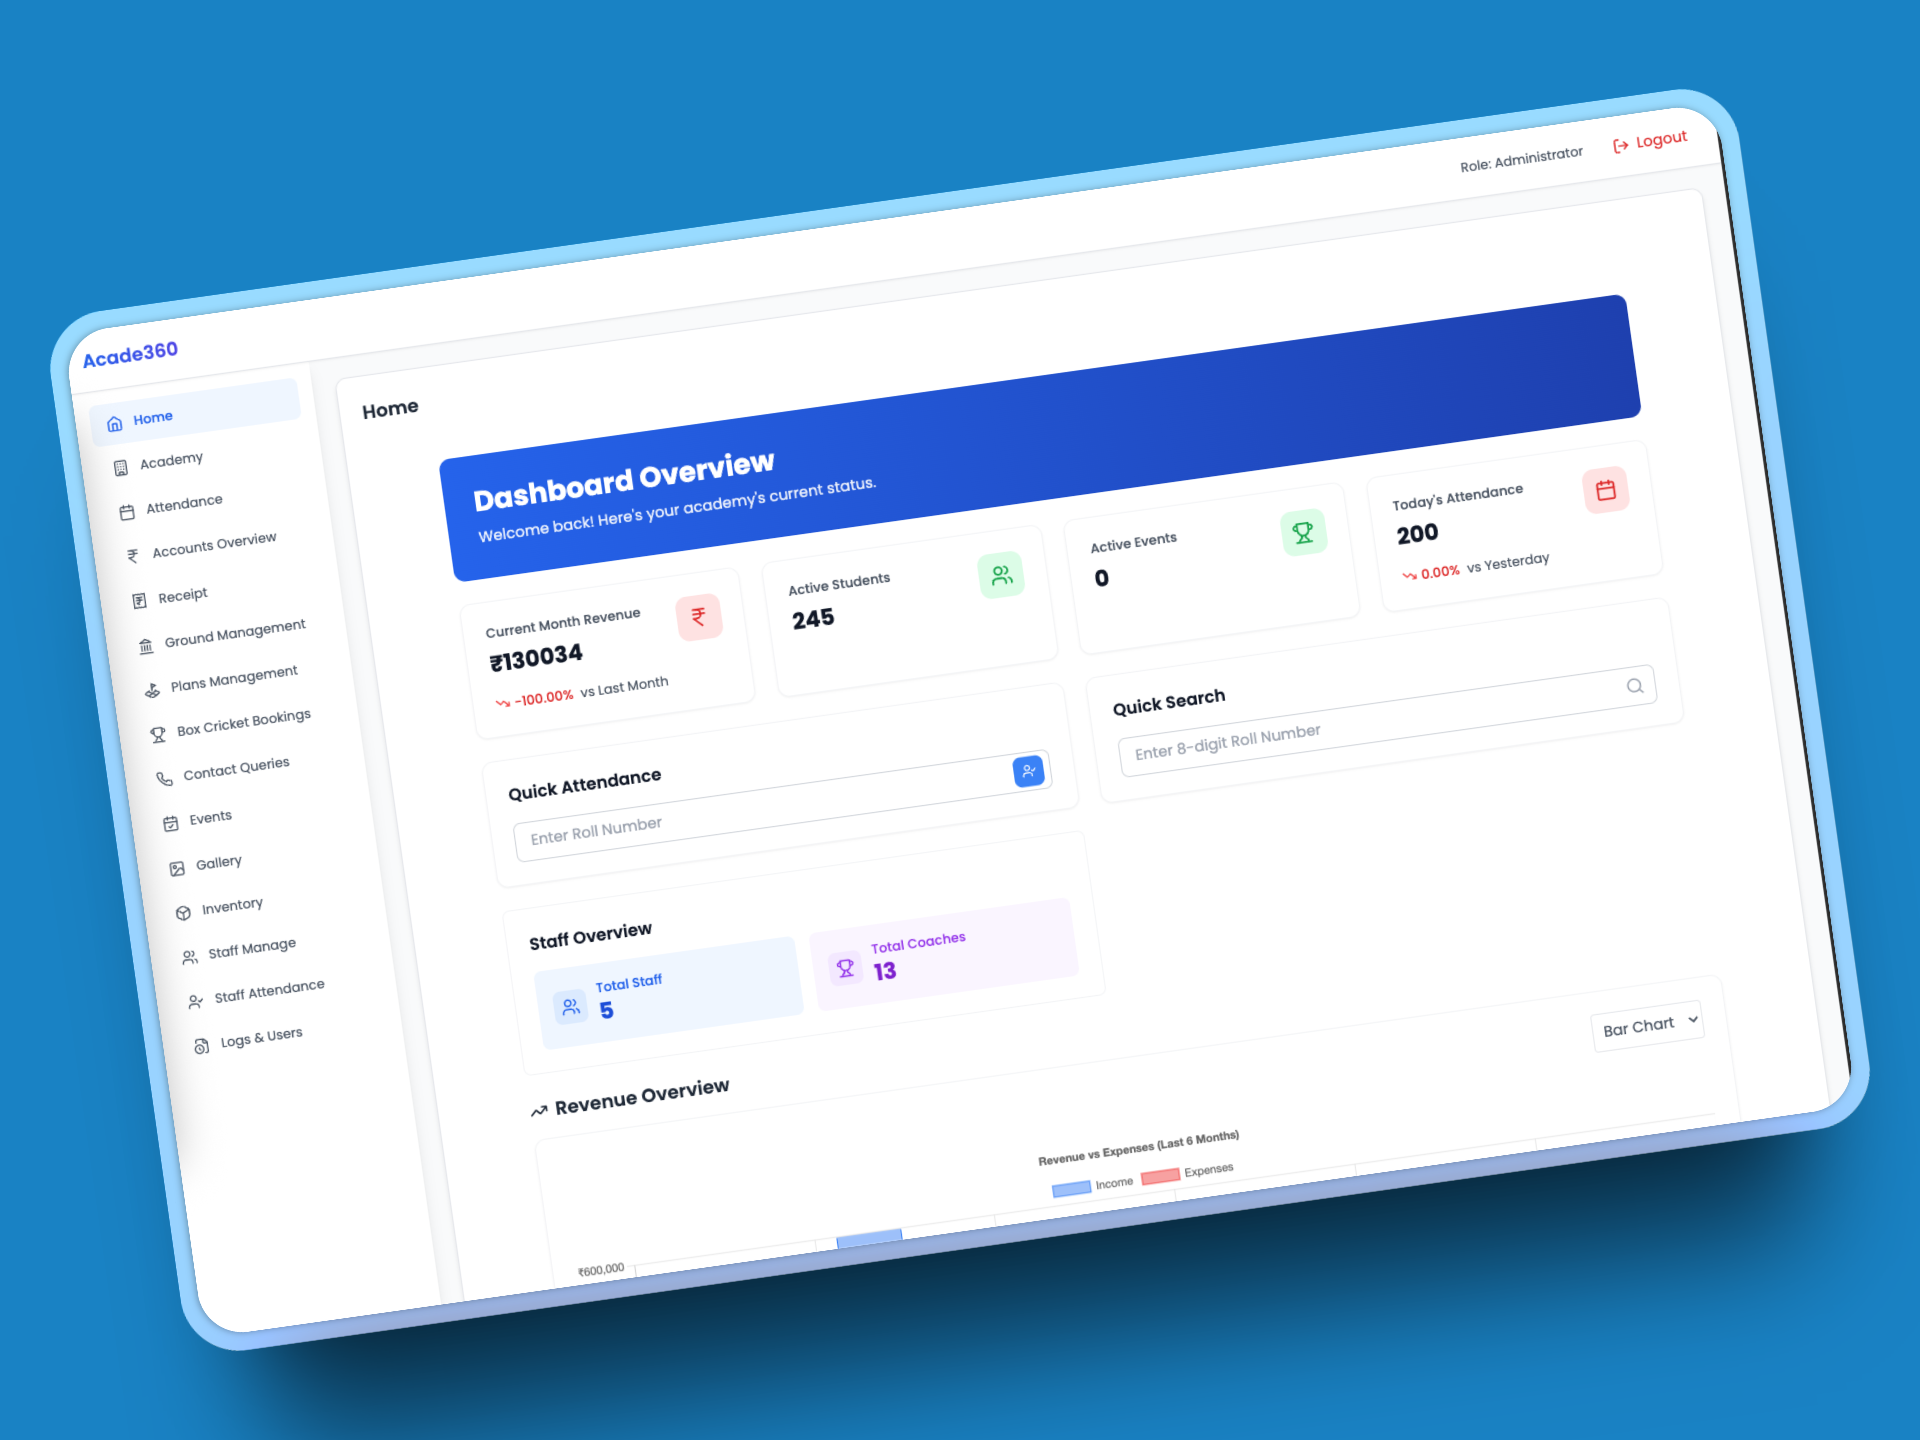 Acade360
Role: Administrator
Logout
Home
Academy
Attendance
Accounts Overview
Receipt
Ground Management
Plans Management
Box Cricket Bookings
Contact Queries
Events
Gallery
Inventory
Staff Manage
Staff Attendance
Logs & Users
Home
Dashboard Overview
Welcome back! Here's your academy's current status.
Current Month Revenue
₹130034
-100.00% vs Last Month
Active Students
245
Active Events
0
Today's Attendance
200
0.00% vs Yesterday
Quick Attendance
Enter Roll Number
Quick Search
Enter 8-digit Roll Number
Staff Overview
Total Staff
5
Total Coaches
13
Revenue Overview
Bar Chart
Revenue vs Expenses (Last 6 Months)
Income Expenses
₹600,000